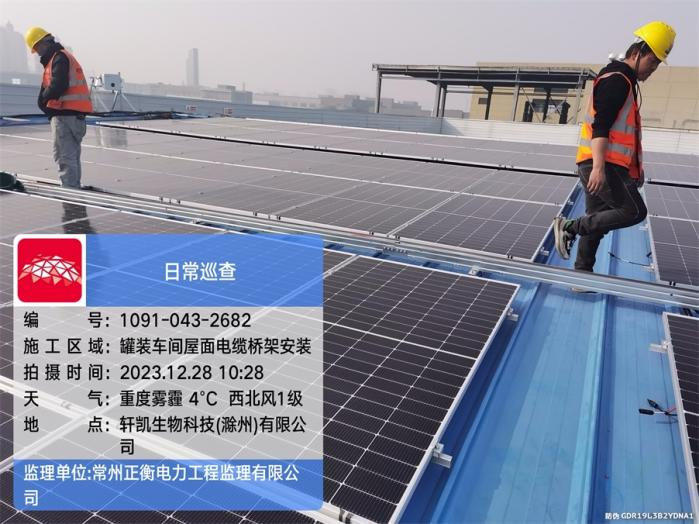 日常巡查
编号：1091-043-2682
施工区域：罐装车间屋面电缆桥架安装
拍摄时间：2023.12.28 10:28
天气：重度雾霾 4°C 西北风1级
地点：轩凯生物科技(滁州)有限公
司
监理单位:常州正衡电力工程监理有限公
司
防伪 GDR19L3B2YDNA1